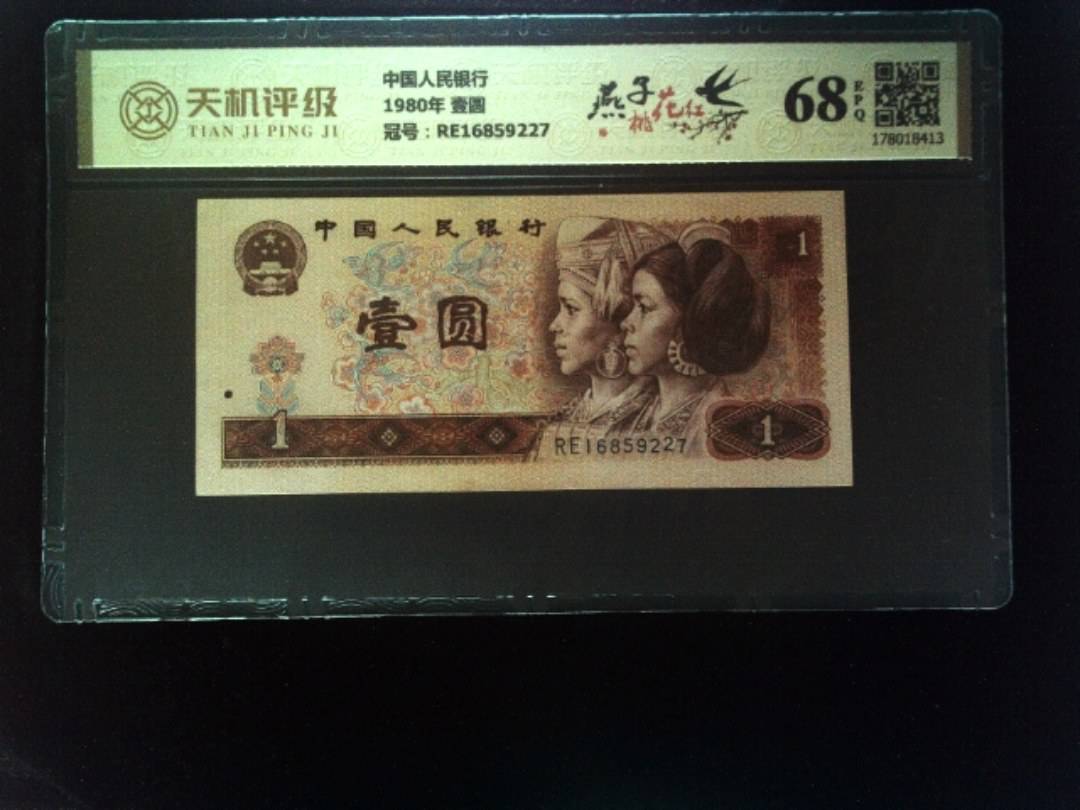 天机评级
TIAN JI PING JI
中国人民银行
1980年 壹圆
冠号：RE16859227
燕子
桃花红
68
EPQ
178018413
中国人民银行
1
壹圆
1
RE16859227
1